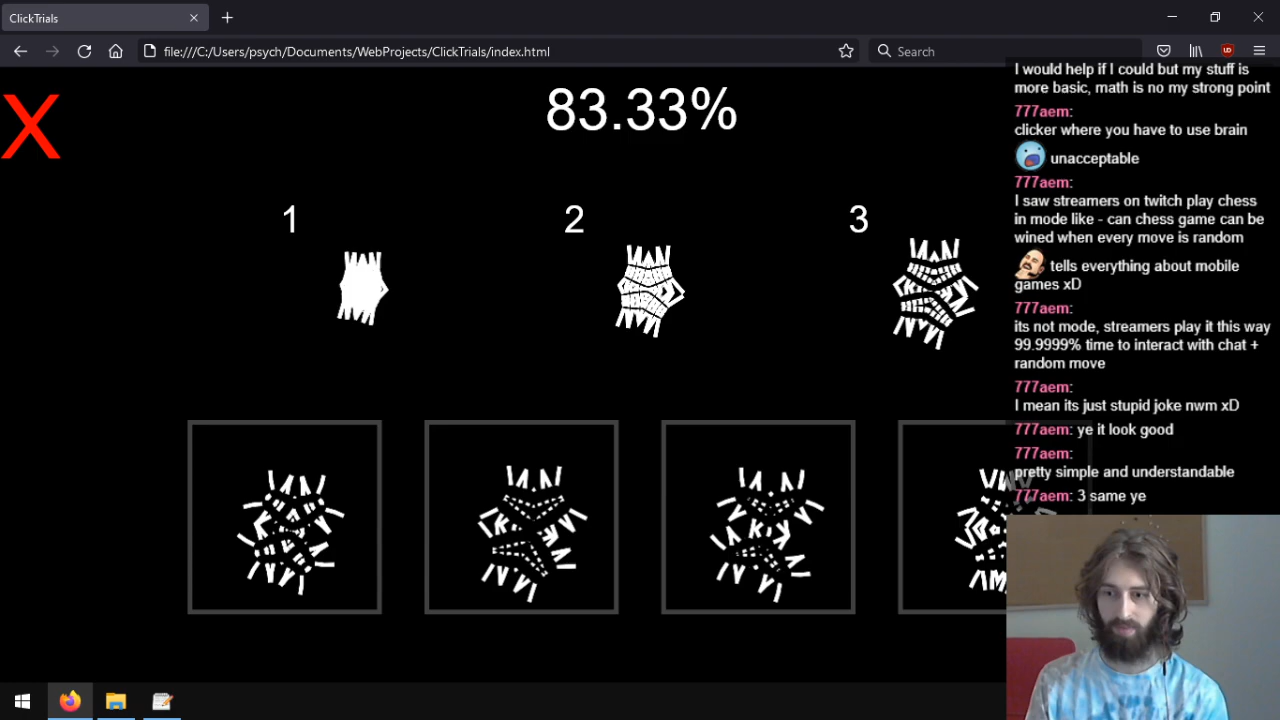 ClickTrials
file:///C:/Users/psych/Documents/WebProjects/ClickTrials/index.html
Search
X
83.33%
1
2
3
I would help if I could but my stuff is
more basic, math is no my strong point
777aem:
clicker where you have to use brain
unacceptable
777aem:
I saw streamers on twitch play chess
in mode like - can chess game can be
wined when every move is random
tells everything about mobile
games xD
777aem:
its not mode, streamers play it this way
99.9999% time to interact with chat +
random move
777aem:
I mean its just stupid joke nwm xD
777aem: ye it look good
777aem:
pretty simple and understandable
777aem: 3 same ye